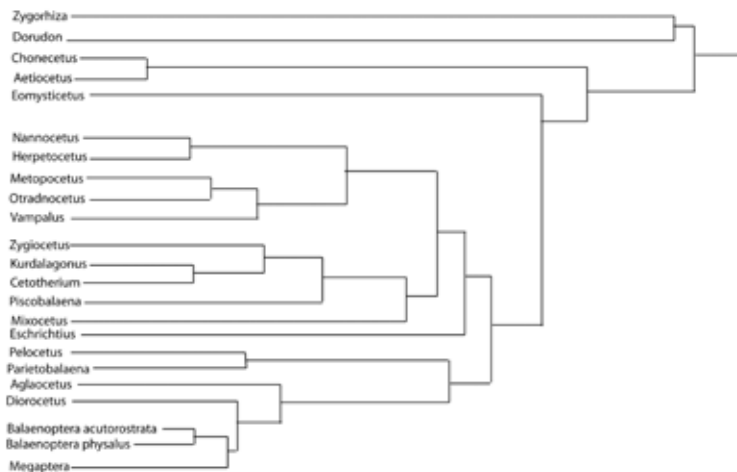 Zygorhiza
Dorudon
Chonecetus
Aetiocetus
Eomysticetus
Nannocetus
Herpetocetus
Metopocetus
Otradnocetus
Vampalus
Zygiocetus
Kurdalagonus
Cetotherium
Piscobalaena
Mixocetus
Eschrichtius
Pelocetus
Parietobalaena
Aglaocetus
Diorocetus
Balaenoptera acutorostrata
Balaenoptera physalus
Megaptera